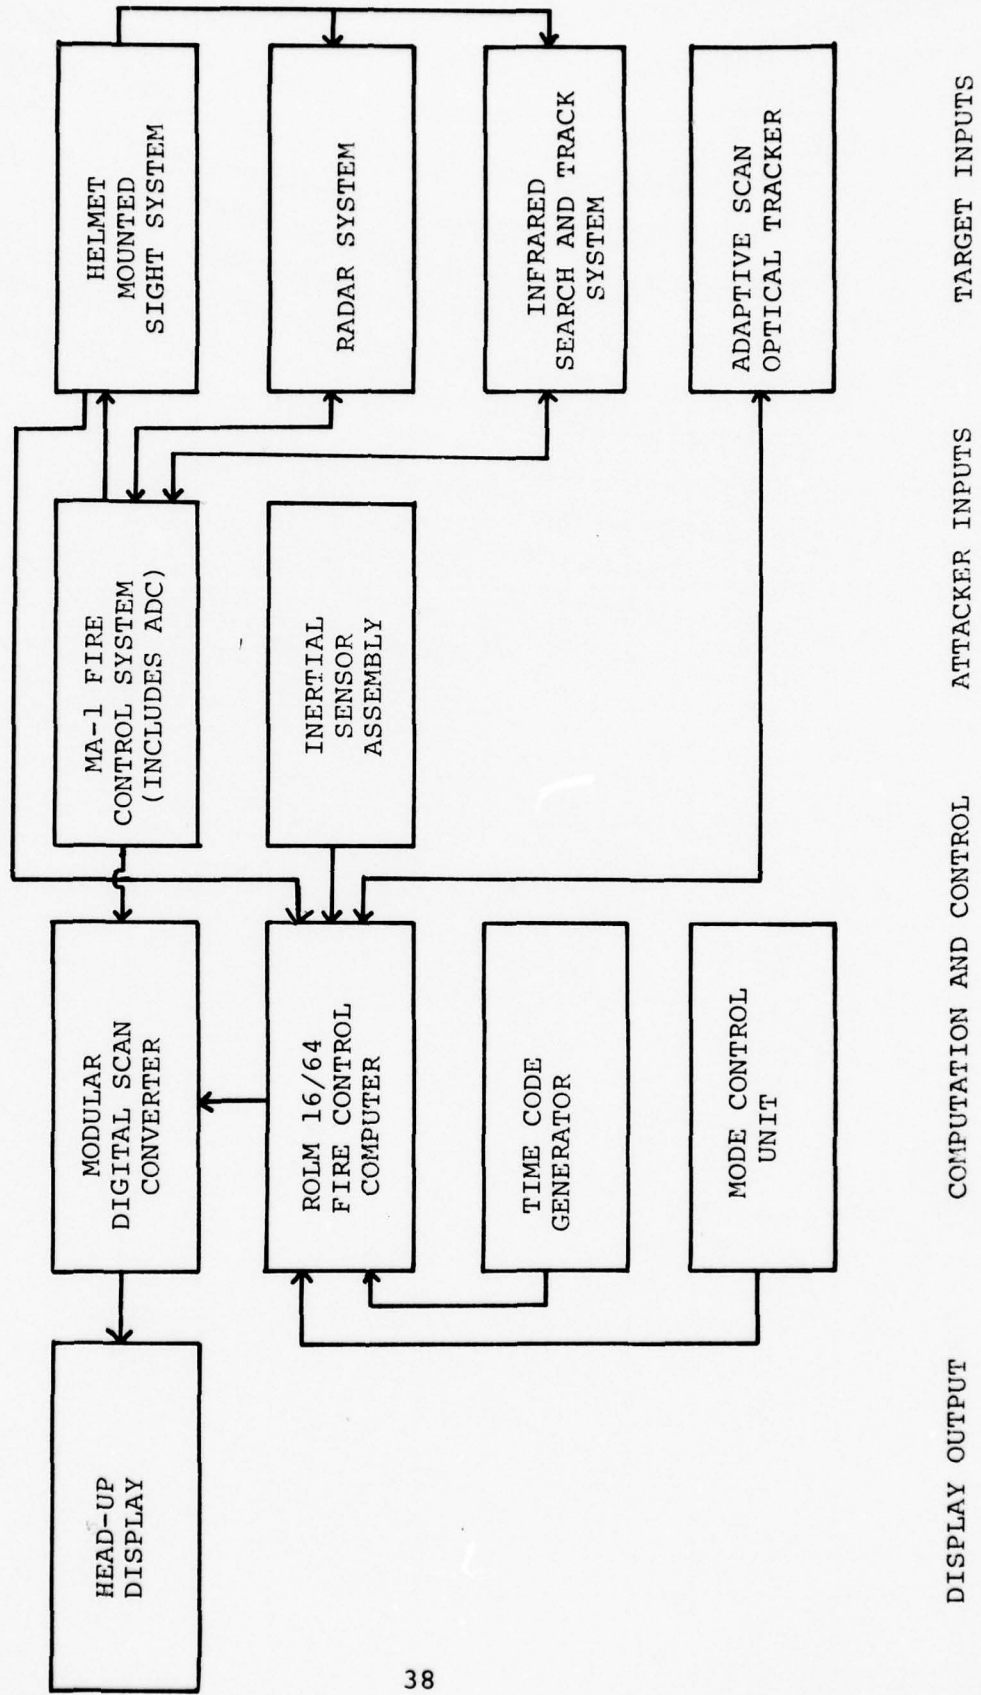 HEAD-UP
DISPLAY
MODULAR
DIGITAL SCAN
CONVERTER
MA-1 FIRE
CONTROL SYSTEM
(INCLUDES ADC)
HELMET
MOUNTED
SIGHT SYSTEM
ROLM 16/64
FIRE CONTROL
COMPUTER
INERTIAL
SENSOR
ASSEMBLY
RADAR SYSTEM
TIME CODE
GENERATOR
INFRARED
SEARCH AND TRACK
SYSTEM
MODE CONTROL
UNIT
ADAPTIVE SCAN
OPTICAL TRACKER
DISPLAY OUTPUT
COMPUTATION AND CONTROL
ATTACKER INPUTS
TARGET INPUTS
38